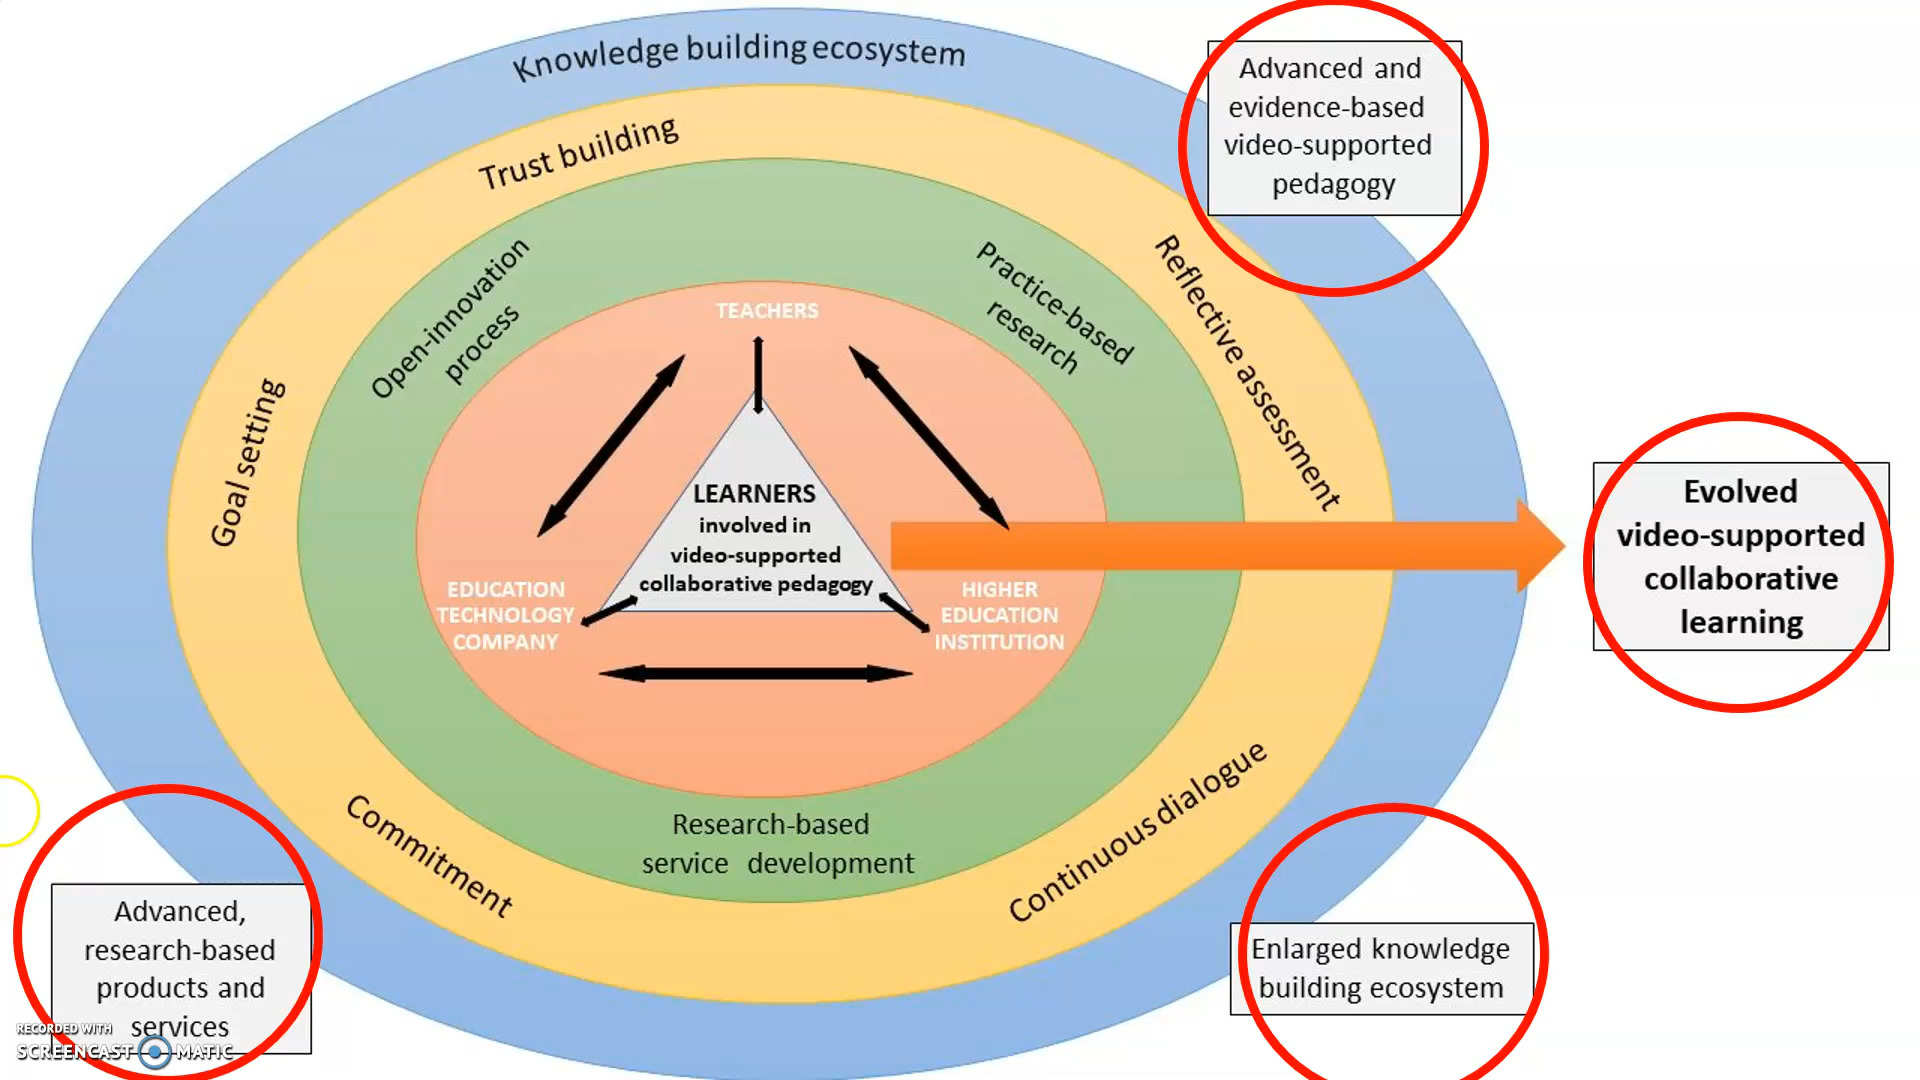 Knowledge building ecosystem
Advanced and
evidence-based
video-supported
pedagogy
Trust building
Open-innovation
process
Practice-based
research
Reflective assessment
Goal setting
TEACHERS
LEARNERS
involved in
video-supported
collaborative pedagogy
EDUCATION
TECHNOLOGY
COMPANY
HIGHER
EDUCATION
INSTITUTION
Evolved
video-supported
collaborative
learning
Research-based
service development
Commitment
Continuous dialogue
Advanced,
research-based
products and
services
Enlarged knowledge
building ecosystem
RECORDED WITH
SCREENCAST MATIC